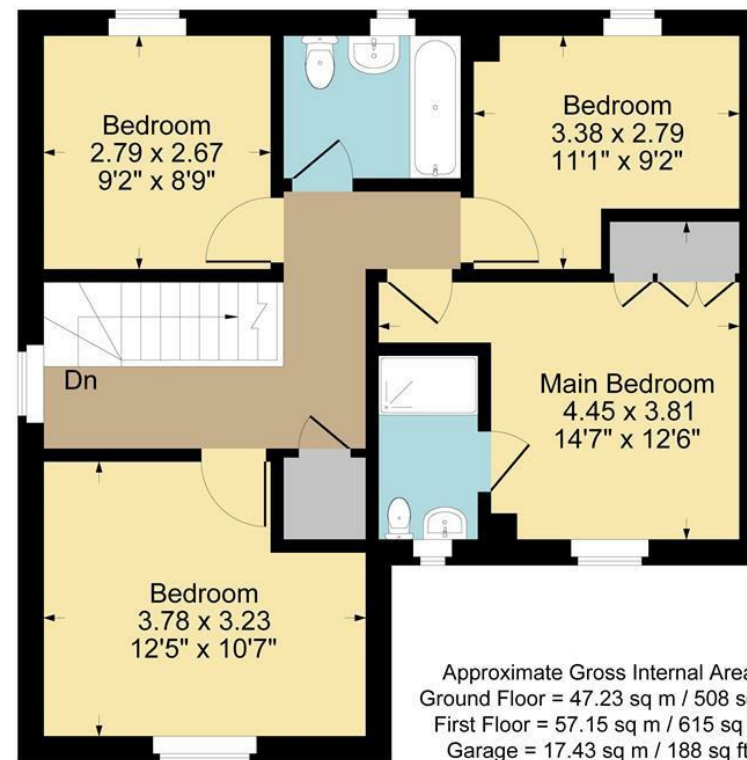 Bedroom
2.79 x 2.67
9'2" x 8'9"
Bedroom
3.38 x 2.79
11'1" x 9'2"
Dn
Main Bedroom
4.45 x 3.81
14'7" x 12'6"
Bedroom
3.78 x 3.23
12'5" x 10'7"
Approximate Gross Internal Area
Ground Floor = 47.23 sq m / 508 s
First Floor = 57.15 sq m / 615 sq
Garage = 17.43 sq m / 188 sq ft